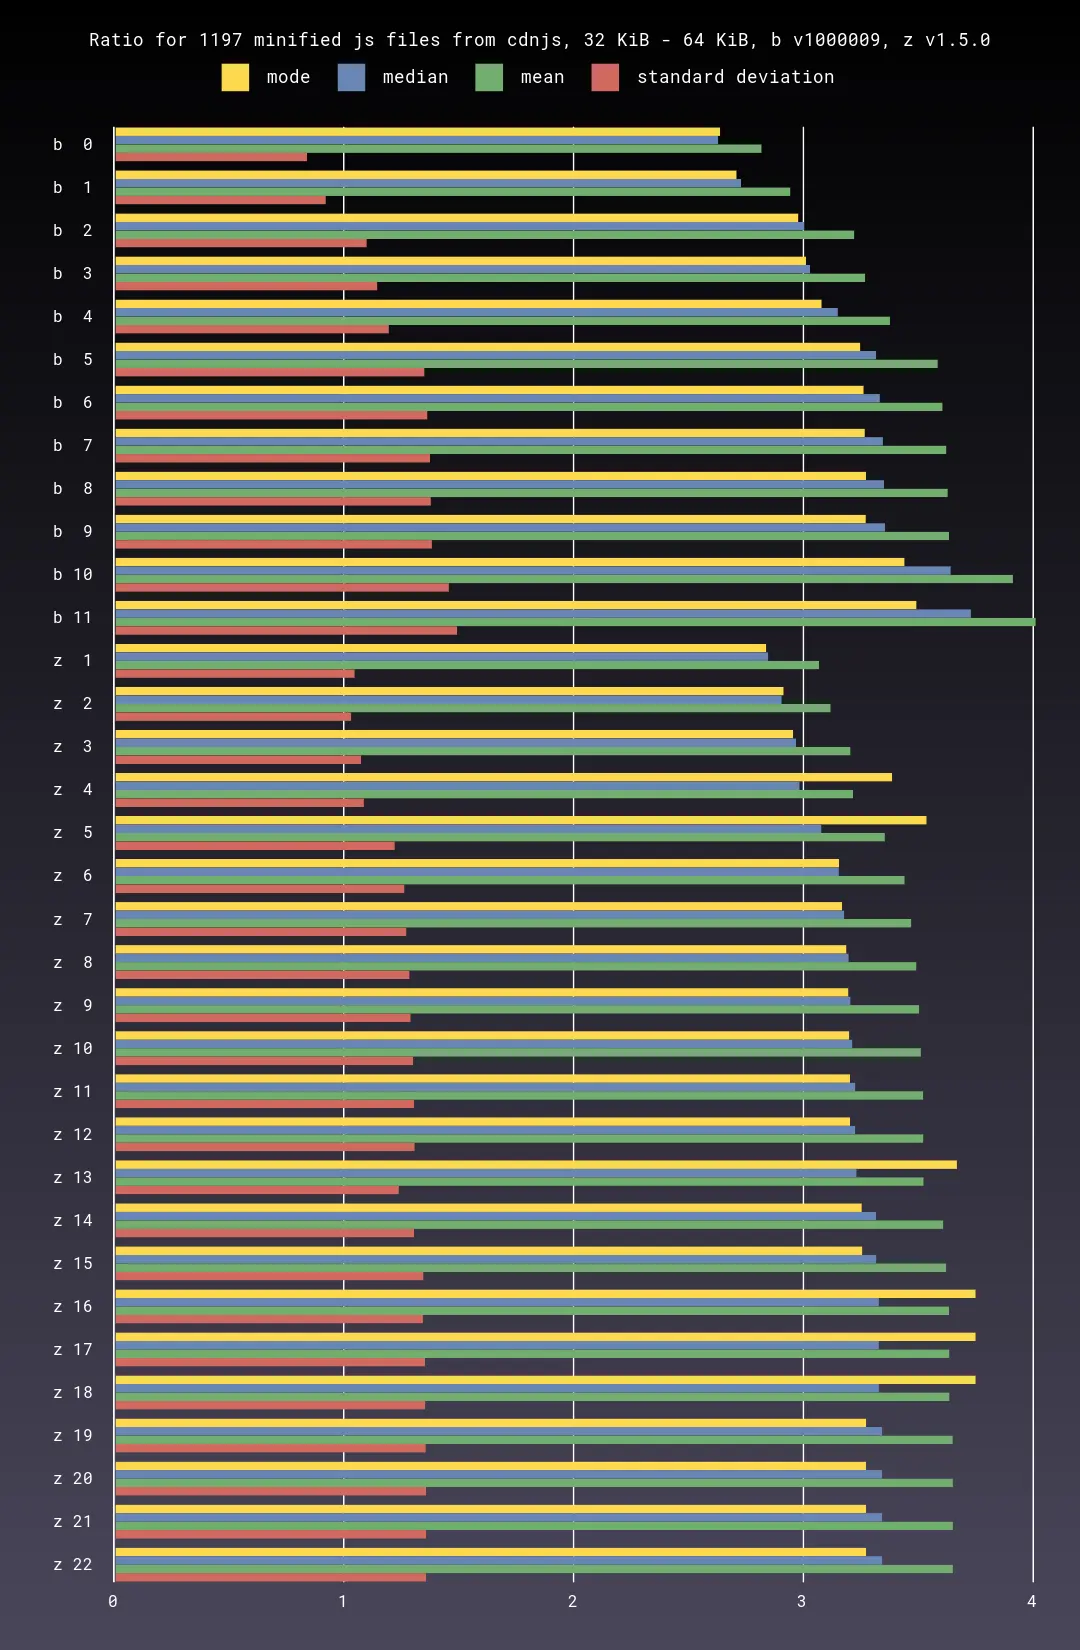 Ratio for 1197 minified js files from cdnjs, 32 KiB - 64 KiB, b v1000009, z v1.5.0
mode median mean standard deviation
b 0
b 1
b 2
b 3
b 4
b 5
b 6
b 7
b 8
b 9
b 10
b 11
z 1
z 2
z 3
z 4
z 5
z 6
z 7
z 8
z 9
z 10
z 11
z 12
z 13
z 14
z 15
z 16
z 17
z 18
z 19
z 20
z 21
z 22
0 1 2 3 4